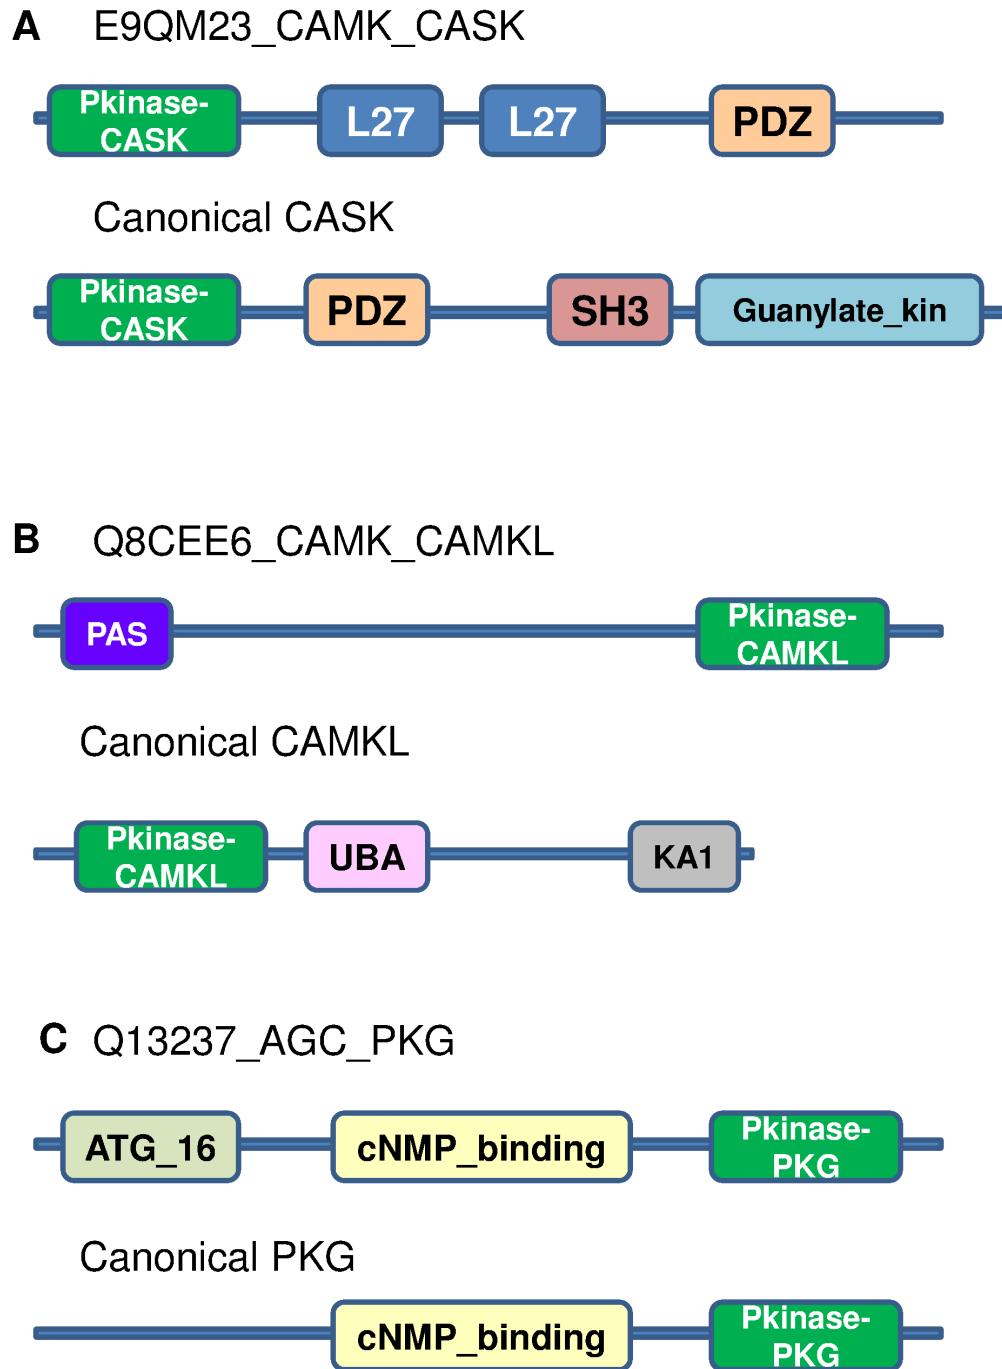 A E9QM23_CAMK_CASK
Pkinase-
CASK
L27
L27
PDZ
Canonical CASK
Pkinase-
CASK
PDZ
SH3
Guanylate_kin
B Q8CEE6_CAMK_CAMKL
PAS
Pkinase-
CAMKL
Canonical CAMKL
Pkinase-
CAMKL
UBA
KA1
C Q13237_AGC_PKG
ATG_16
cNMP_binding
Pkinase-
PKG
Canonical PKG
cNMP_binding
Pkinase-
PKG